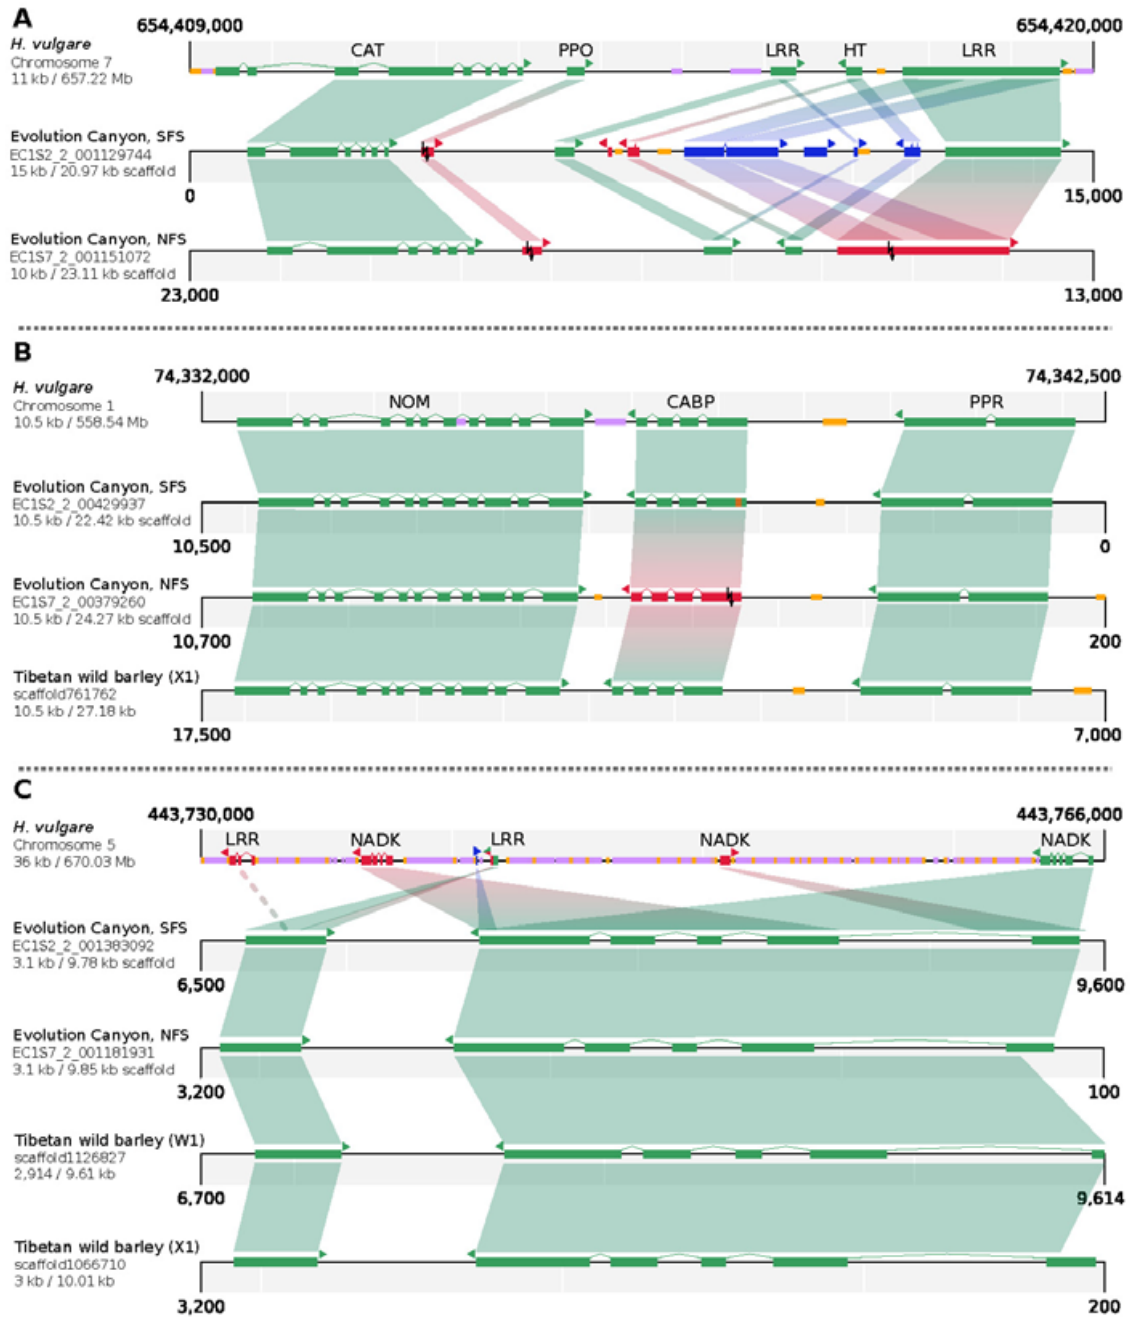 A
654,409,000 654,420,000
H. vulgare
Chromosome 7
11 kb / 657.22 Mb
CAT PPO LRR HT LRR
Evolution Canyon, SFS
EC1S2_2_001129744
15 kb / 20.97 kb scaffold
0 15,000
Evolution Canyon, NFS
EC1S7_2_001151072
10 kb / 23.11 kb scaffold
23,000 13,000
B
74,332,000 74,342,500
H. vulgare
Chromosome 1
10.5 kb / 558.54 Mb
NOM CABP PPR
Evolution Canyon, SFS
EC1S2_2_00429937
10.5 kb / 22.42 kb scaffold
10,500 0
Evolution Canyon, NFS
EC1S7_2_00379260
10.5 kb / 24.27 kb scaffold
10,700 200
Tibetan wild barley (X1)
scaffold761762
10.5 kb / 27.18 kb
17,500 7,000
C
443,730,000 443,766,000
H. vulgare
Chromosome 5
36 kb / 670.03 Mb
LRR NADK LRR NADK NADK
Evolution Canyon, SFS
EC1S2_2_001383092
3.1 kb / 9.78 kb scaffold
6,500 9,600
Evolution Canyon, NFS
EC1S7_2_001181931
3.1 kb / 9.85 kb scaffold
3,200 100
Tibetan wild barley (W1)
scaffold1126827
2,914 / 9.61 kb
6,700 9,614
Tibetan wild barley (X1)
scaffold1066710
3 kb / 10.01 kb
3,200 200